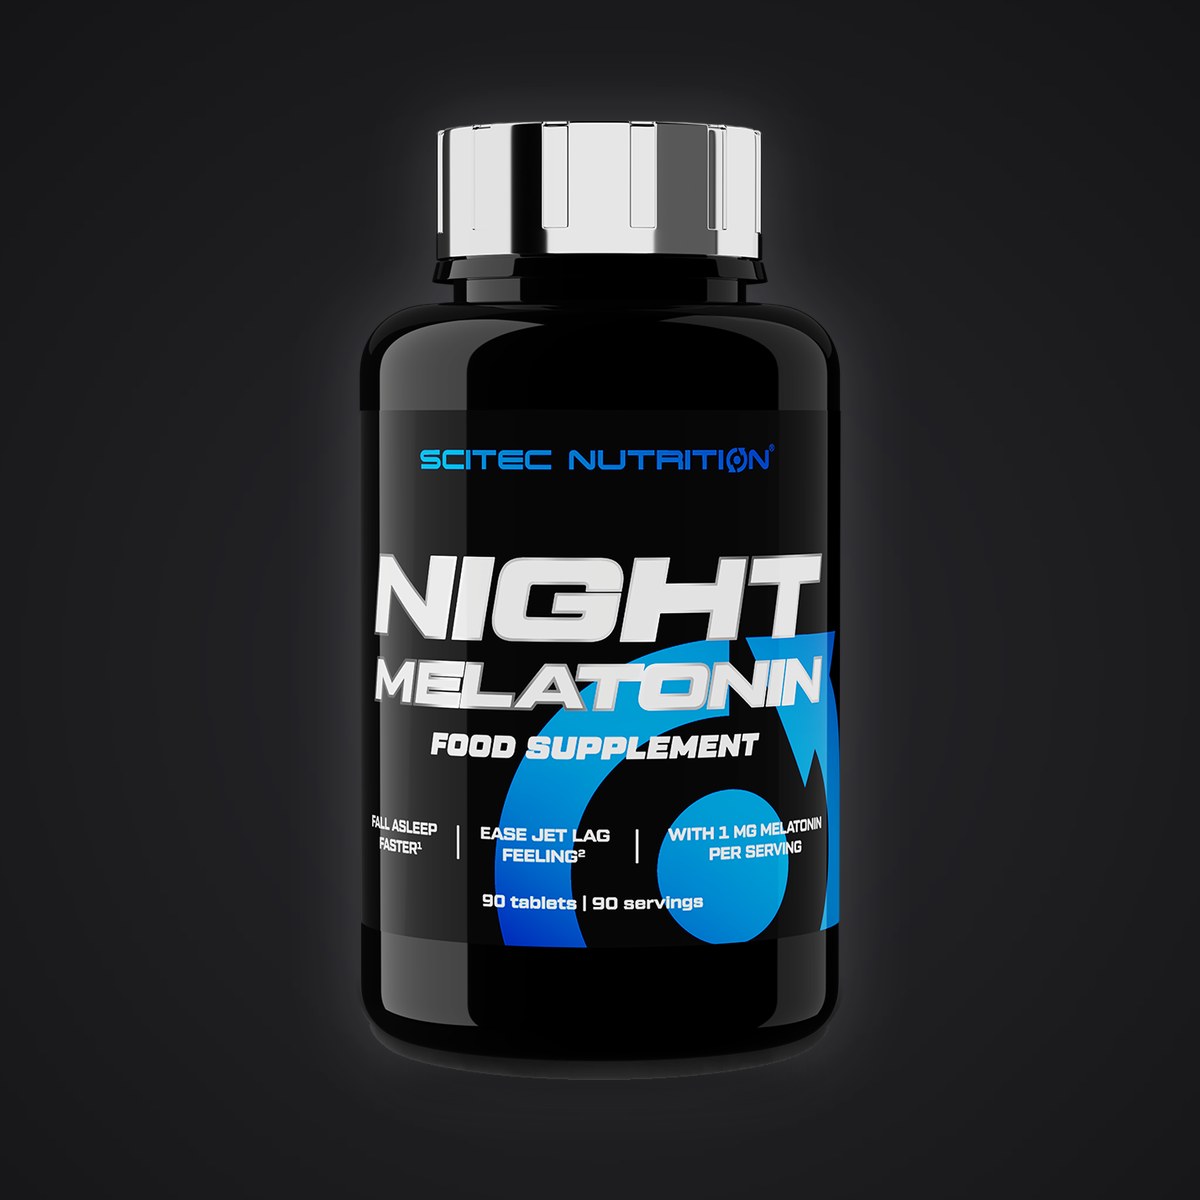 SCITEC NUTRITION®
NIGHT
MELATONIN
FOOD SUPPLEMENT
FALL ASLEEP
FASTER¹
EASE JET LAG
FEELING²
WITH 1 MG MELATONIN
PER SERVING
90 tablets | 90 servings